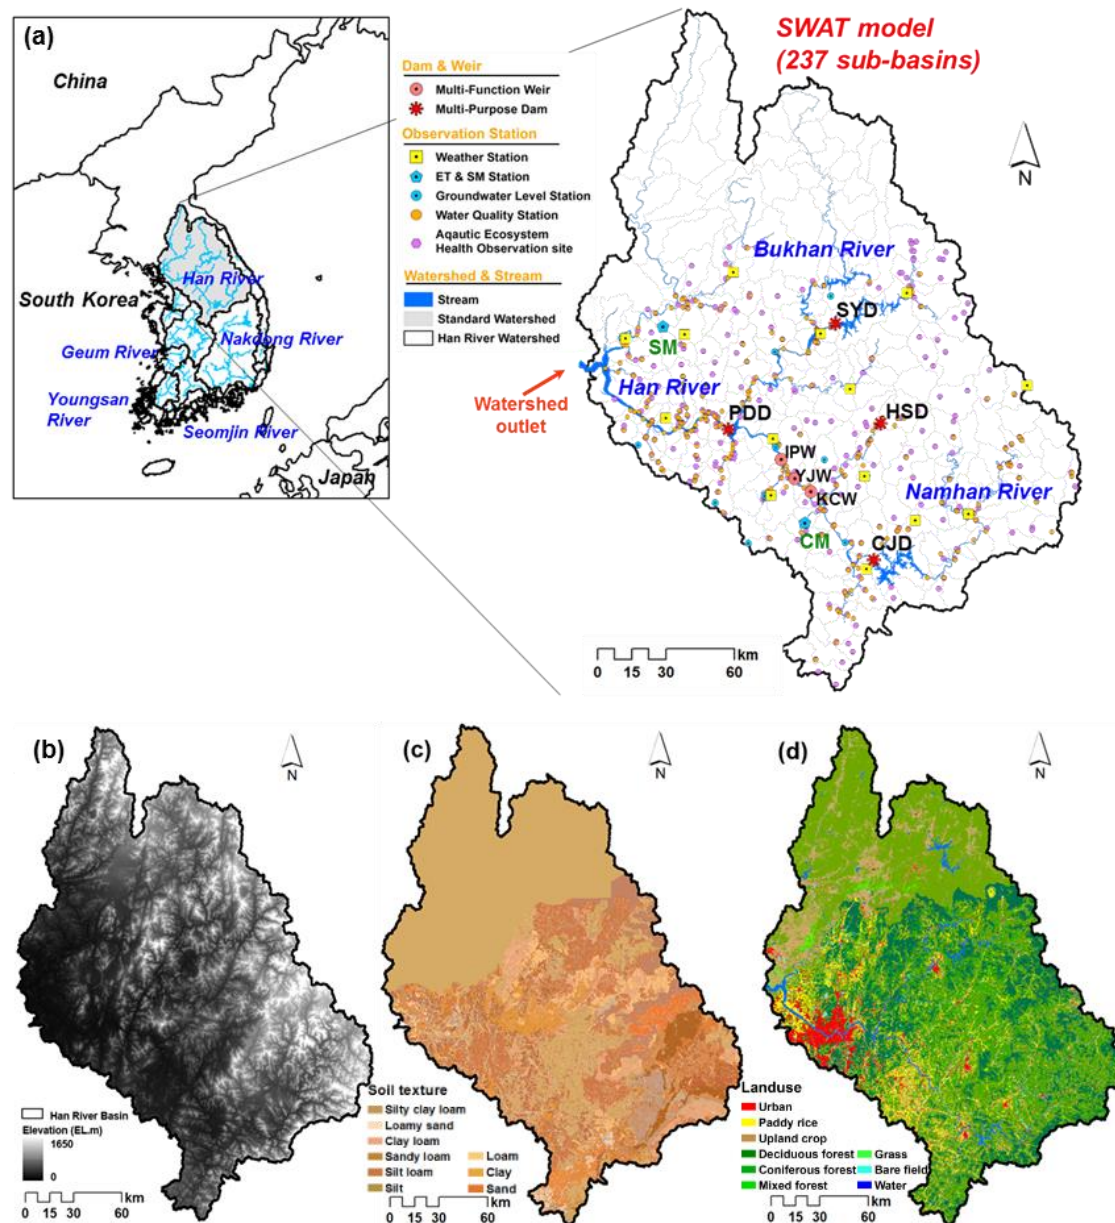 (a)
China
South Korea
Han River
Geum River
Nakdong River
Youngsan
River
Seomjin River
Japan
Dam & Weir
Multi-Function Weir
Multi-Purpose Dam
Observation Station
Weather Station
ET & SM Station
Groundwater Level Station
Water Quality Station
Aqautic Ecosystem
Health Observation site
Watershed & Stream
Stream
Standard Watershed
Han River Watershed
SWAT model
(237 sub-basins)
N
Bukhan River
SYD
SM
Han River
Watershed
outlet
PDD
HSD
IPW
YJW
KCW
Namhan River
CM
CJD
km
0 15 30 60
(b)
N
Han River Basin
Elevation (EL.m)
1650
0
km
0 15 30 60
(c)
N
Soil texture
Silty clay loam
Loamy sand
Clay loam
Sandy loam
Silt loam
Silt
Loam
Clay
Sand
km
0 15 30 60
(d)
N
Landuse
Urban
Paddy rice
Upland crop
Deciduous forest
Coniferous forest
Mixed forest
Grass
Bare field
Water
km
0 15 30 60